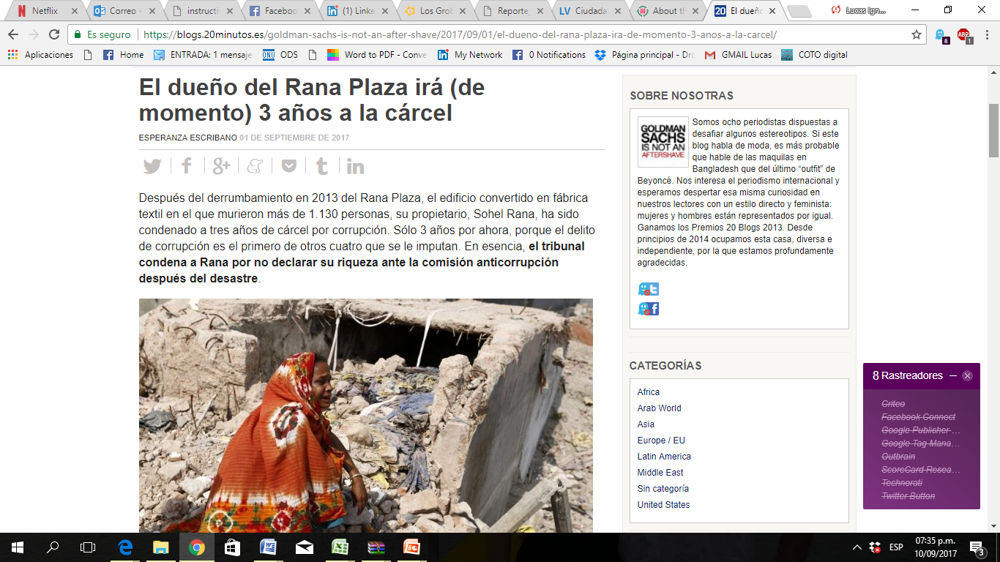 Netflix
Correo -
instructi
Faceboo
(1) Linke
Los Grob
Reporte_
LV Ciudada
About th
20 El dueñ
Lucas Ign...
Es seguro
https://blogs.20minutos.es/goldman-sachs-is-not-an-after-shave/2017/09/01/el-dueno-del-rana-plaza-ira-de-momento-3-anos-a-la-carcel/
8
ABP
1
Aplicaciones
Home
ENTRADA: 1 mensaje
ONU ODS
Word to PDF - Conve
My Network
0 Notifications
Página principal - Dro
GMAIL Lucas
COTO digital
El dueño del Rana Plaza irá (de
momento) 3 años a la cárcel
ESPERANZA ESCRIBANO 01 DE SEPTIEMBRE DE 2017
Después del derrumbamiento en 2013 del Rana Plaza, el edificio convertido en fábrica
textil en el que murieron más de 1.130 personas, su propietario, Sohel Rana, ha sido
condenado a tres años de cárcel por corrupción. Sólo 3 años por ahora, porque el delito
de corrupción es el primero de otros cuatro que se le imputan. En esencia, el tribunal
condena a Rana por no declarar su riqueza ante la comisión anticorrupción
después del desastre.
SOBRE NOSOTRAS
GOLDMAN
SACHS
IS NOT AN
AFTERSHAVE
Somos ocho periodistas dispuestas a
desafiar algunos estereotipos. Si este
blog habla de moda, es más probable
que hable de las maquilas en
Bangladesh que del último “outfit” de
Beyoncé. Nos interesa el periodismo internacional y
esperamos despertar esa misma curiosidad en
nuestros lectores con un estilo directo y feminista:
mujeres y hombres están representados por igual.
Ganamos los Premios 20 Blogs 2013. Desde
principios de 2014 ocupamos esta casa, diversa e
independiente, por la que estamos profundamente
agradecidas.
CATEGORÍAS
Africa
Arab World
Asia
Europe / EU
Latin America
Middle East
Sin categoría
United States
8 Rastreadores
Criteo
Facebook Connect
Google Publisher ...
Google Tag Mana...
Outbrain
ScoreCard Resea...
Technorati
Twitter Button
ESP
07:35 p.m.
10/09/2017
3